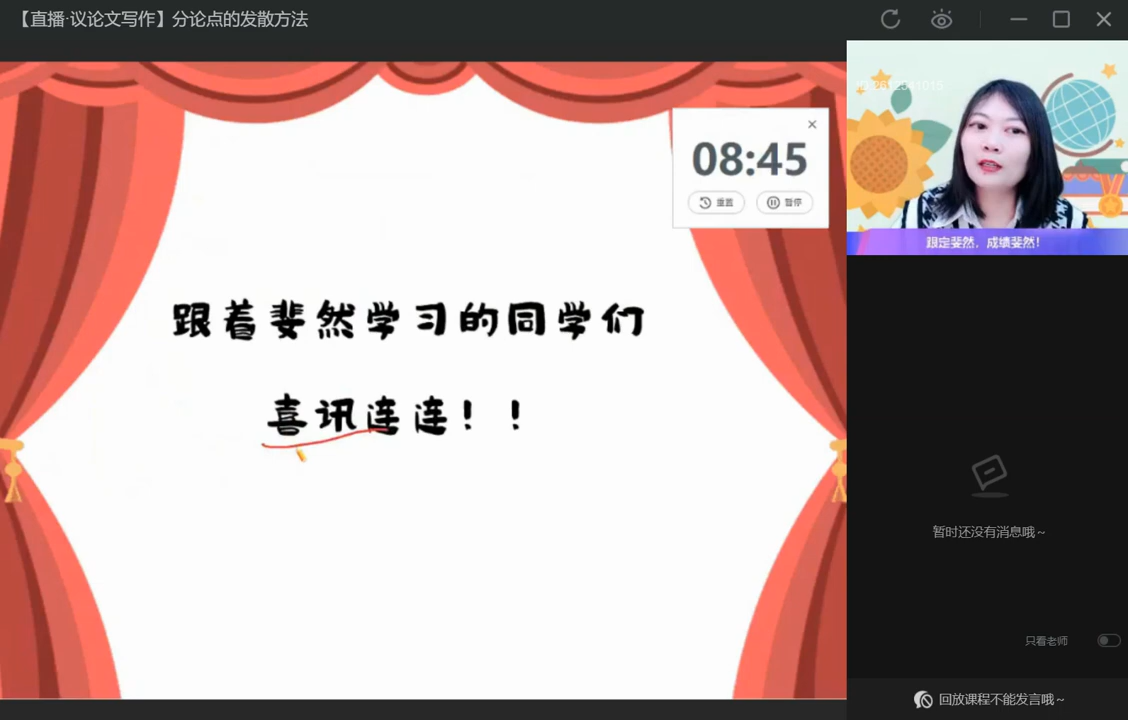 【直播·议论文写作】分论点的发散方法
08:45
重置 暂停
跟着斐然学习的同学们
喜讯连连！！
跟定斐然，成绩斐然！
暂时还没有消息哦~
只看老师
回放课程不能发言哦~